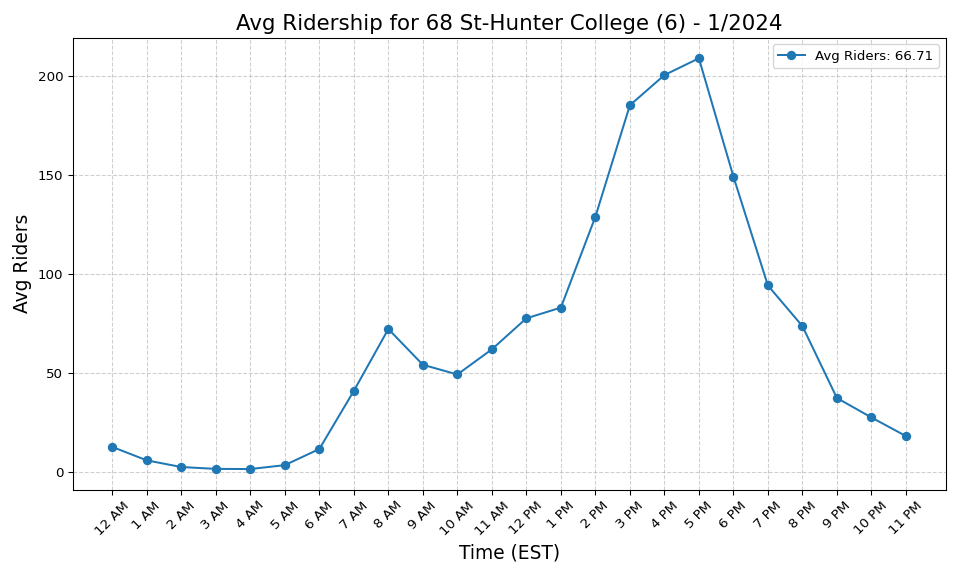 Avg Ridership for 68 St-Hunter College (6) - 1/2024
Avg Riders: 66.71
200
150
100
50
0
Avg Riders
12 AM
1 AM
2 AM
3 AM
4 AM
5 AM
6 AM
7 AM
8 AM
9 AM
10 AM
11 AM
12 PM
1 PM
2 PM
3 PM
4 PM
5 PM
6 PM
7 PM
8 PM
9 PM
10 PM
11 PM
Time (EST)